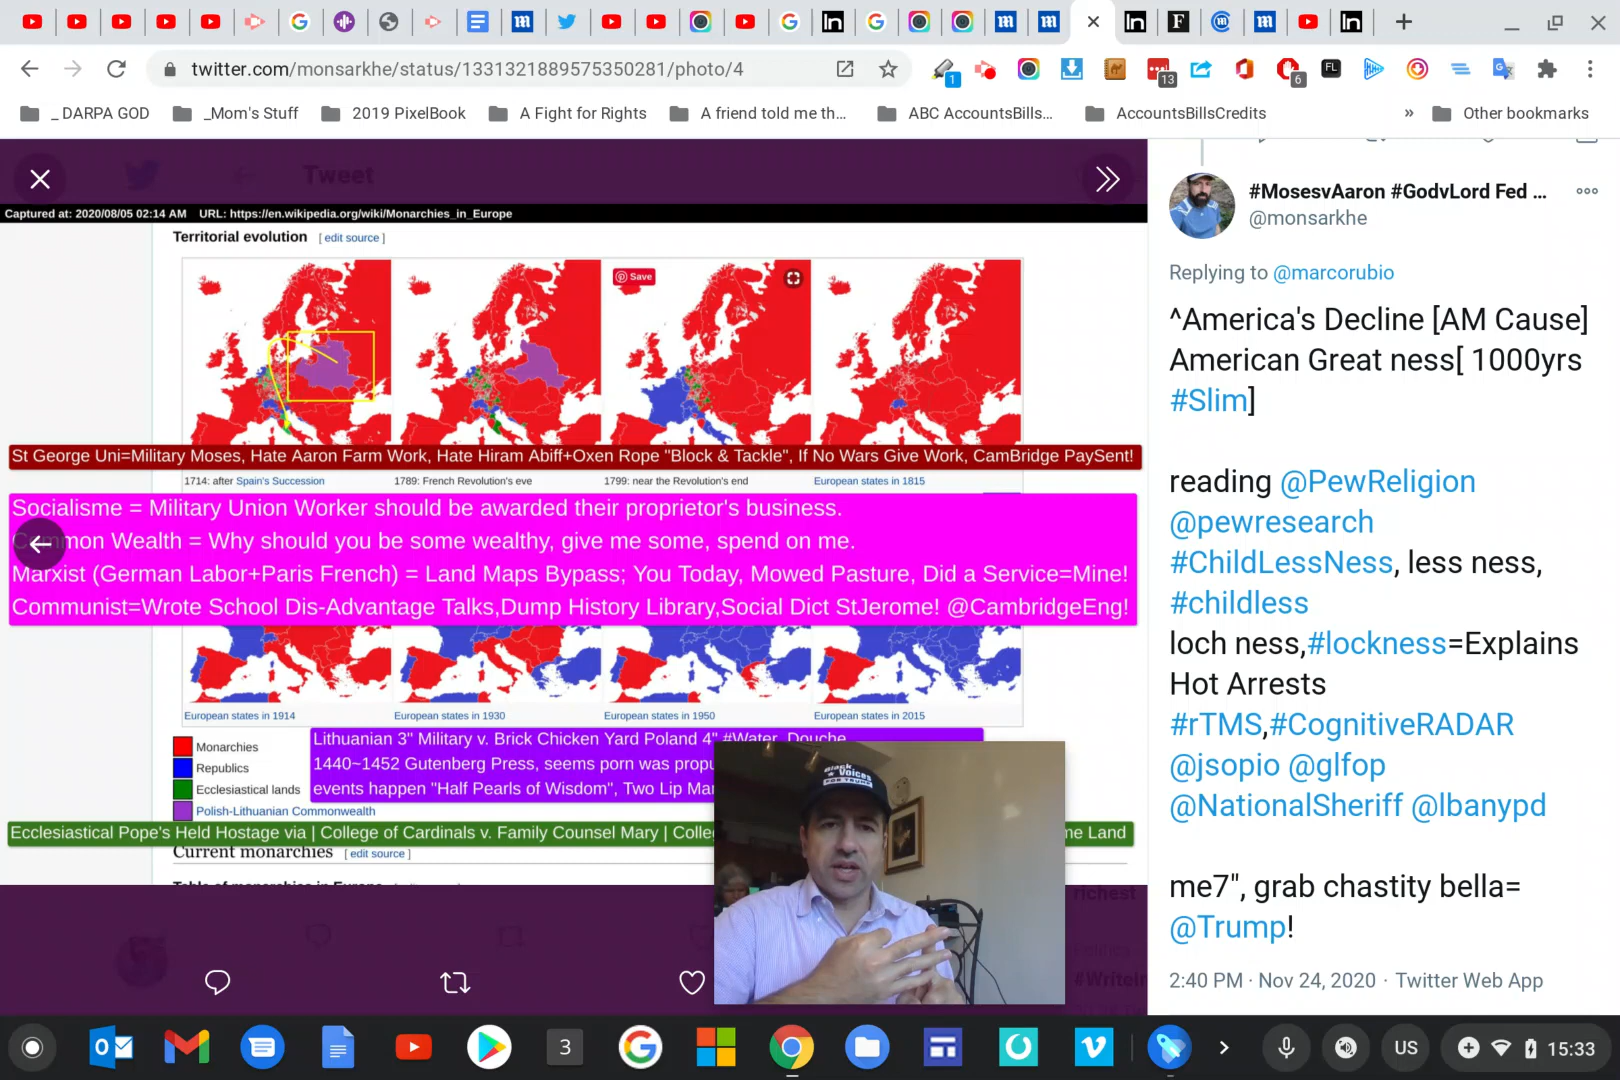 twitter.com/monsarkhe/status/1331321889575350281/photo/4
1
13
6
FL
_ DARPA GOD
_Mom's Stuff
2019 PixelBook
A Fight for Rights
A friend told me th...
ABC AccountsBills...
AccountsBillsCredits
»
Other bookmarks
Tweet
Captured at: 2020/08/05 02:14 AM URL: https://en.wikipedia.org/wiki/Monarchies_in_Europe
Territorial evolution [ edit source ]
Save
St George Uni=Military Moses, Hate Aaron Farm Work, Hate Hiram Abiff+Oxen Rope "Block & Tackle", If No Wars Give Work, CamBridge PaySent!
1714: after Spain's Succession
1789: French Revolution's eve
1799: near the Revolution's end
European states in 1815
Socialisme = Military Union Worker should be awarded their proprietor's business.
Common Wealth = Why should you be some wealthy, give me some, spend on me.
Marxist (German Labor+Paris French) = Land Maps Bypass; You Today, Mowed Pasture, Did a Service=Mine!
Communist=Wrote School Dis-Advantage Talks,Dump History Library,Social Dict StJerome! @CambridgeEng!
European states in 1914
European states in 1930
European states in 1950
European states in 2015
Monarchies
Republics
Ecclesiastical lands
Polish-Lithuanian Commonwealth
Lithuanian 3" Military v. Brick Chicken Yard Poland 4" #Water, Douche
1440~1452 Gutenberg Press, seems porn was
events happen "Half Pearls of Wisdom", Two Lip
Ecclesiastical Pope's Held Hostage via | College of Cardinals v. Family Counsel Mary |
Land
Current monarchies [ edit source ]
Black
Voices
FOR TRUMP
richest
#MosesvAaron #GodvLord Fed ...
@monsarkhe
Replying to @marcorubio
^America's Decline [AM Cause]
American Great ness[ 1000yrs
#Slim]
reading @PewReligion
@pewresearch
#ChildLessNess, less ness,
#childless
loch ness,#lockness=Explains
Hot Arrests
#rTMS,#CognitiveRADAR
@jsopio @glfop
@NationalSheriff @lbanypd
me7", grab chastity bella=
@Trump!
2:40 PM · Nov 24, 2020 · Twitter Web App
3
US
15:33